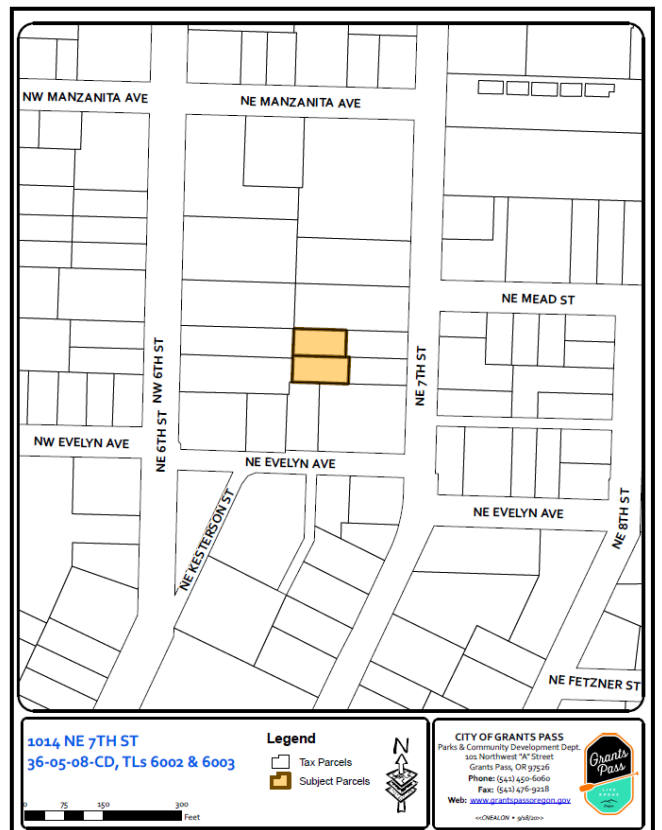 NW MANZANITA AVE
NE MANZANITA AVE
NE MEAD ST
NW 6TH ST
NE 6TH ST
NE 7TH ST
NW EVELYN AVE
NE EVELYN AVE
NE EVELYN AVE
NE KESTERSON ST
NE 8TH ST
NE FETZNER ST
1014 NE 7TH ST
36-05-08-CD, TLs 6002 & 6003
0 75 150 300
Feet
Legend
Tax Parcels
Subject Parcels
N
CITY OF GRANTS PASS
Parks & Community Development Dept.
101 Northwest "A" Street
Grants Pass, OR 97526
Phone: (541) 450-6060
Fax: (541) 476-9218
Web: www.grantspassoregon.gov
<<CNEALON • 9/18/20>>
Grants
Pass